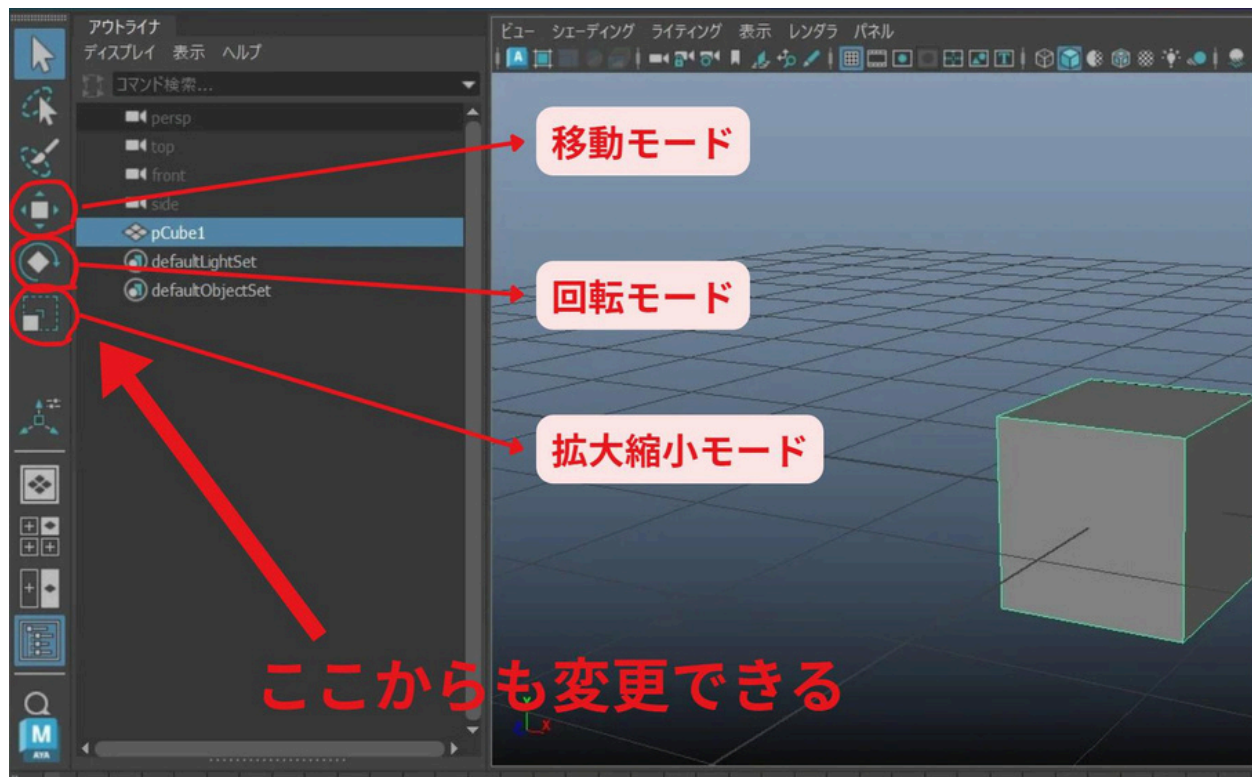 アウトライナ
ディスプレイ 表示 ヘルプ
コマンド検索...
persp
top
front
side
pCube1
defaultLightSet
defaultObjectSet
ビュー シェーディング ライティング 表示 レンダラ パネル
移動モード
回転モード
拡大縮小モード
ここからも変更できる
Y
X
M
AYA